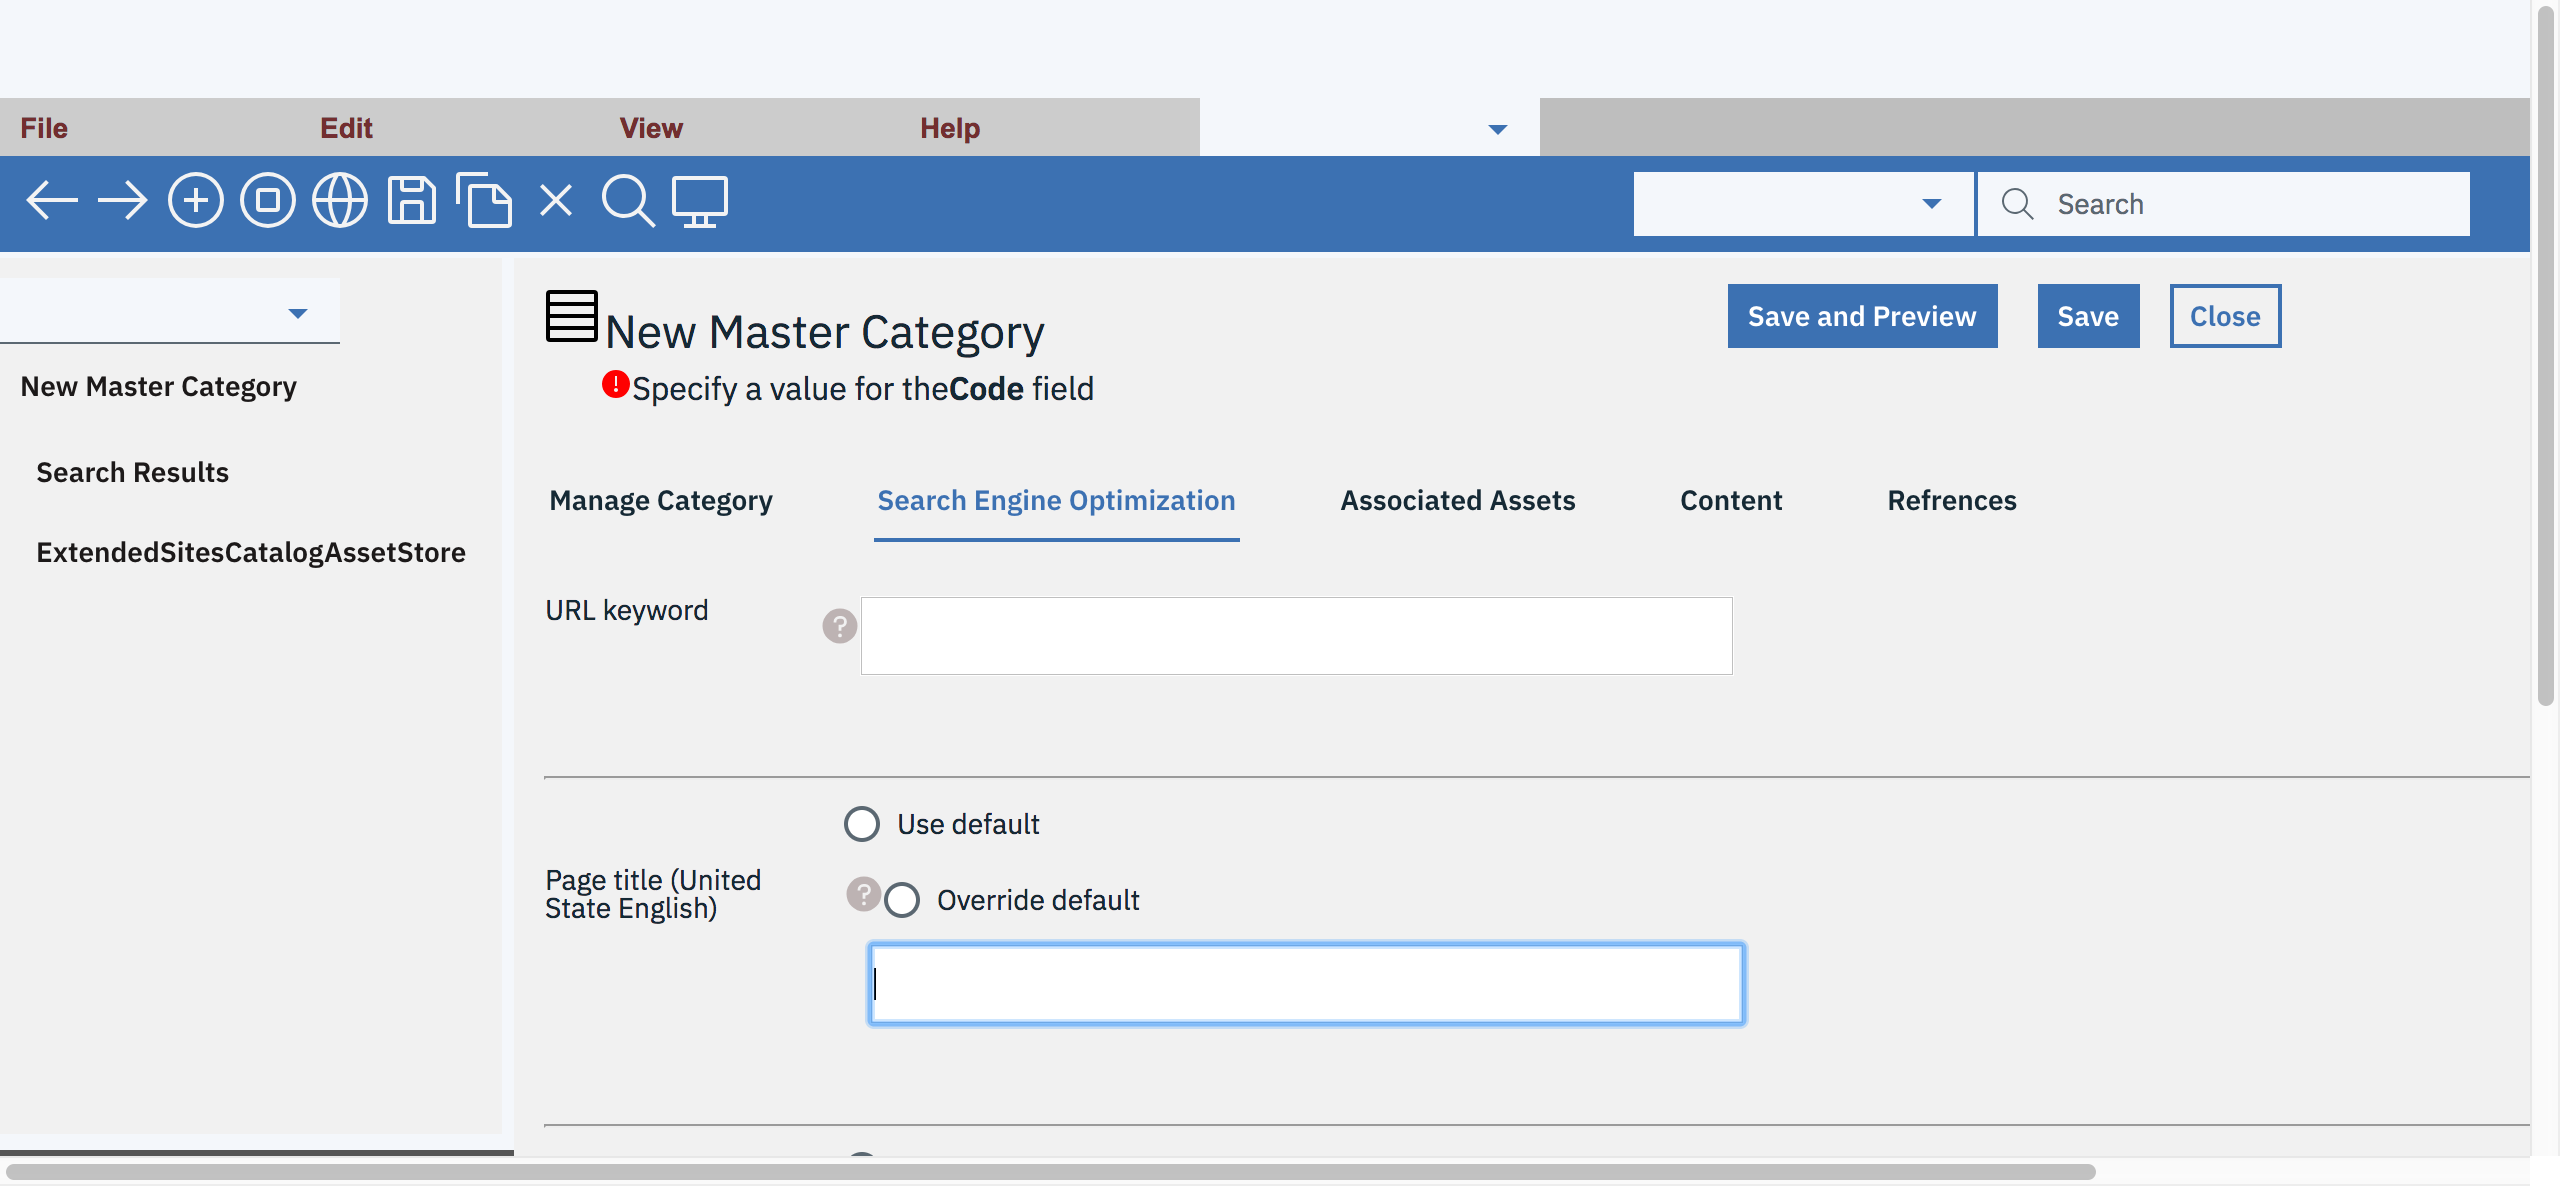 File Edit View Help
Search
New Master Category
Save and Preview Save Close
Specify a value for theCode field
New Master Category
Search Results
ExtendedSitesCatalogAssetStore
Manage Category Search Engine Optimization Associated Assets Content Refrences
URL keyword ?
Use default
Page title (United
State English)
? Override default